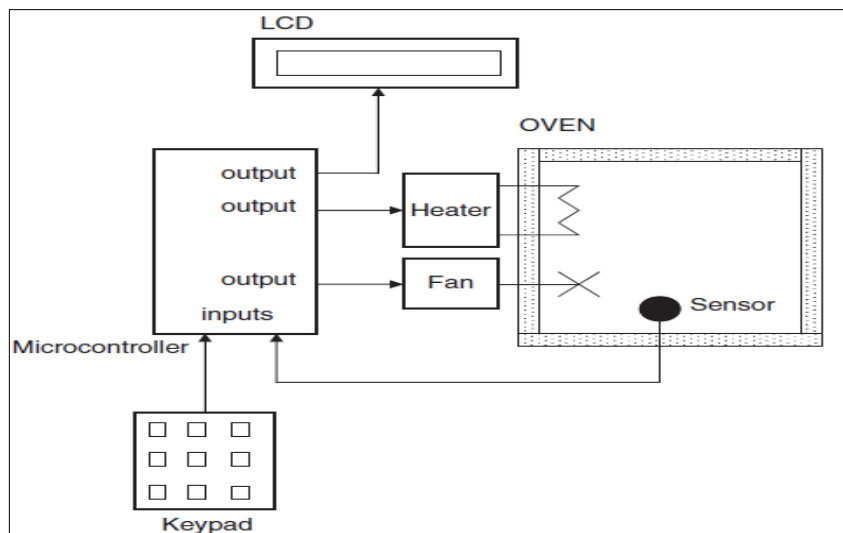 LCD
OVEN
output
output
Heater
output
Fan
inputs
Sensor
Microcontroller
Keypad